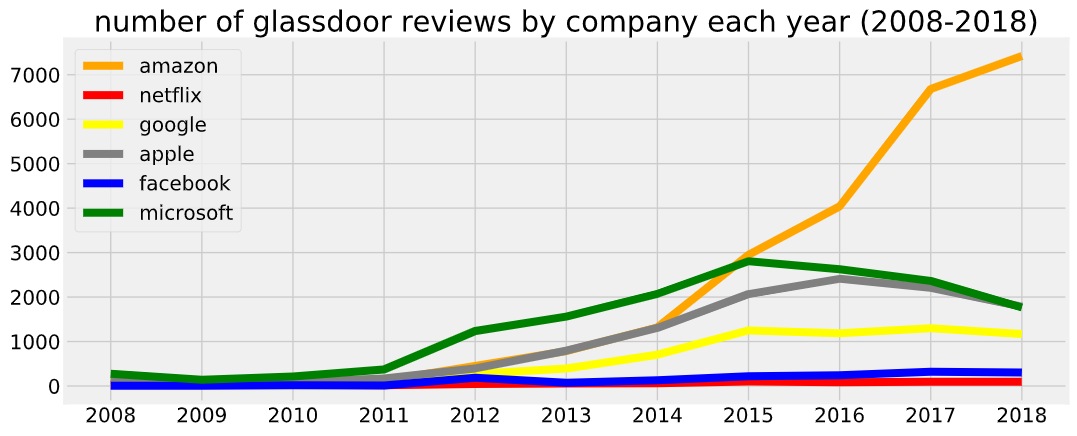 number of glassdoor reviews by company each year (2008-2018)
7000
6000
5000
4000
3000
2000
1000
0
amazon
netflix
google
apple
facebook
microsoft
2008 2009 2010 2011 2012 2013 2014 2015 2016 2017 2018